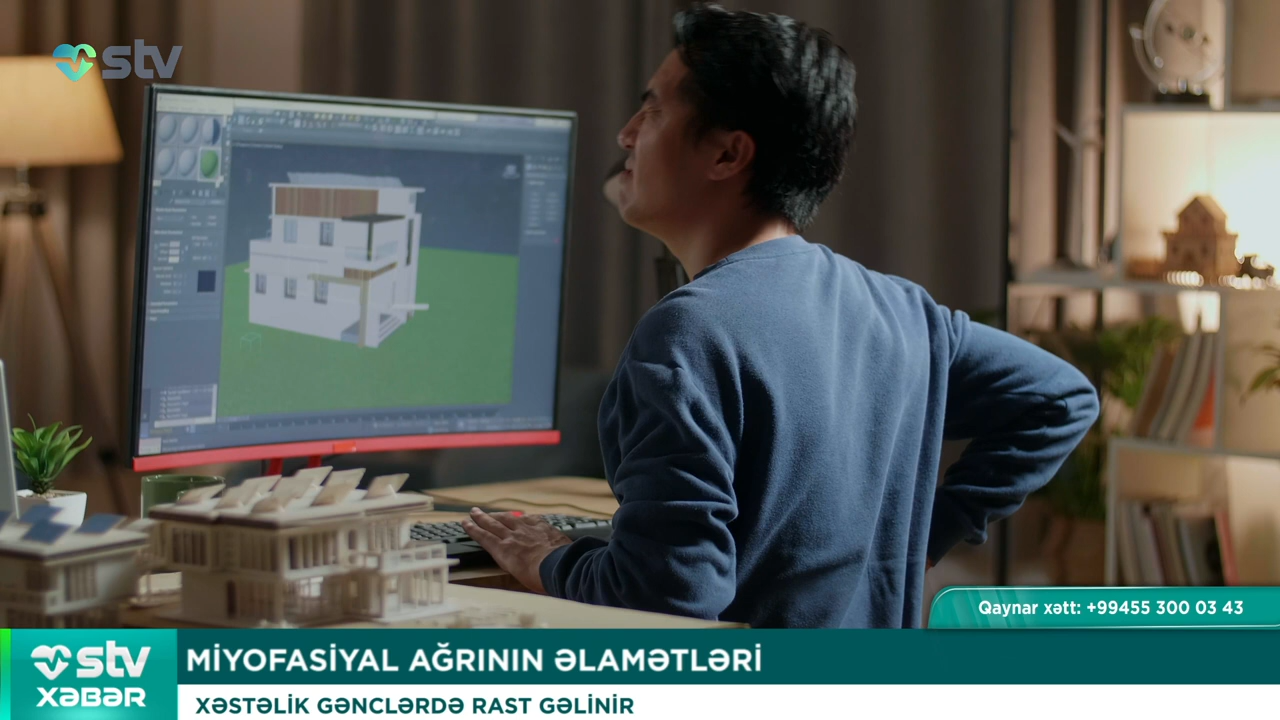 stv
Qaynar xətt: +99455 300 03 43
stv
XƏBƏR
MİYOFASİYAL AĞRININ ƏLAMƏTLƏRİ
XƏSTƏLİK GƏNCLƏRDƏ RAST GƏLİNİR